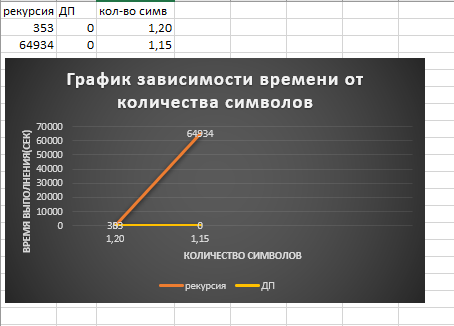 рекурсия ДП кол-во симв
353 0 1,20
64934 0 1,15
График зависимости времени от
количества символов
ВРЕМЯ ВЫПОЛНЕНИЯ(СЕК)
70000
60000
50000
40000
30000
20000
10000
0
64934
353 0
1,20 1,15
КОЛИЧЕСТВО СИМВОЛОВ
рекурсия ДП